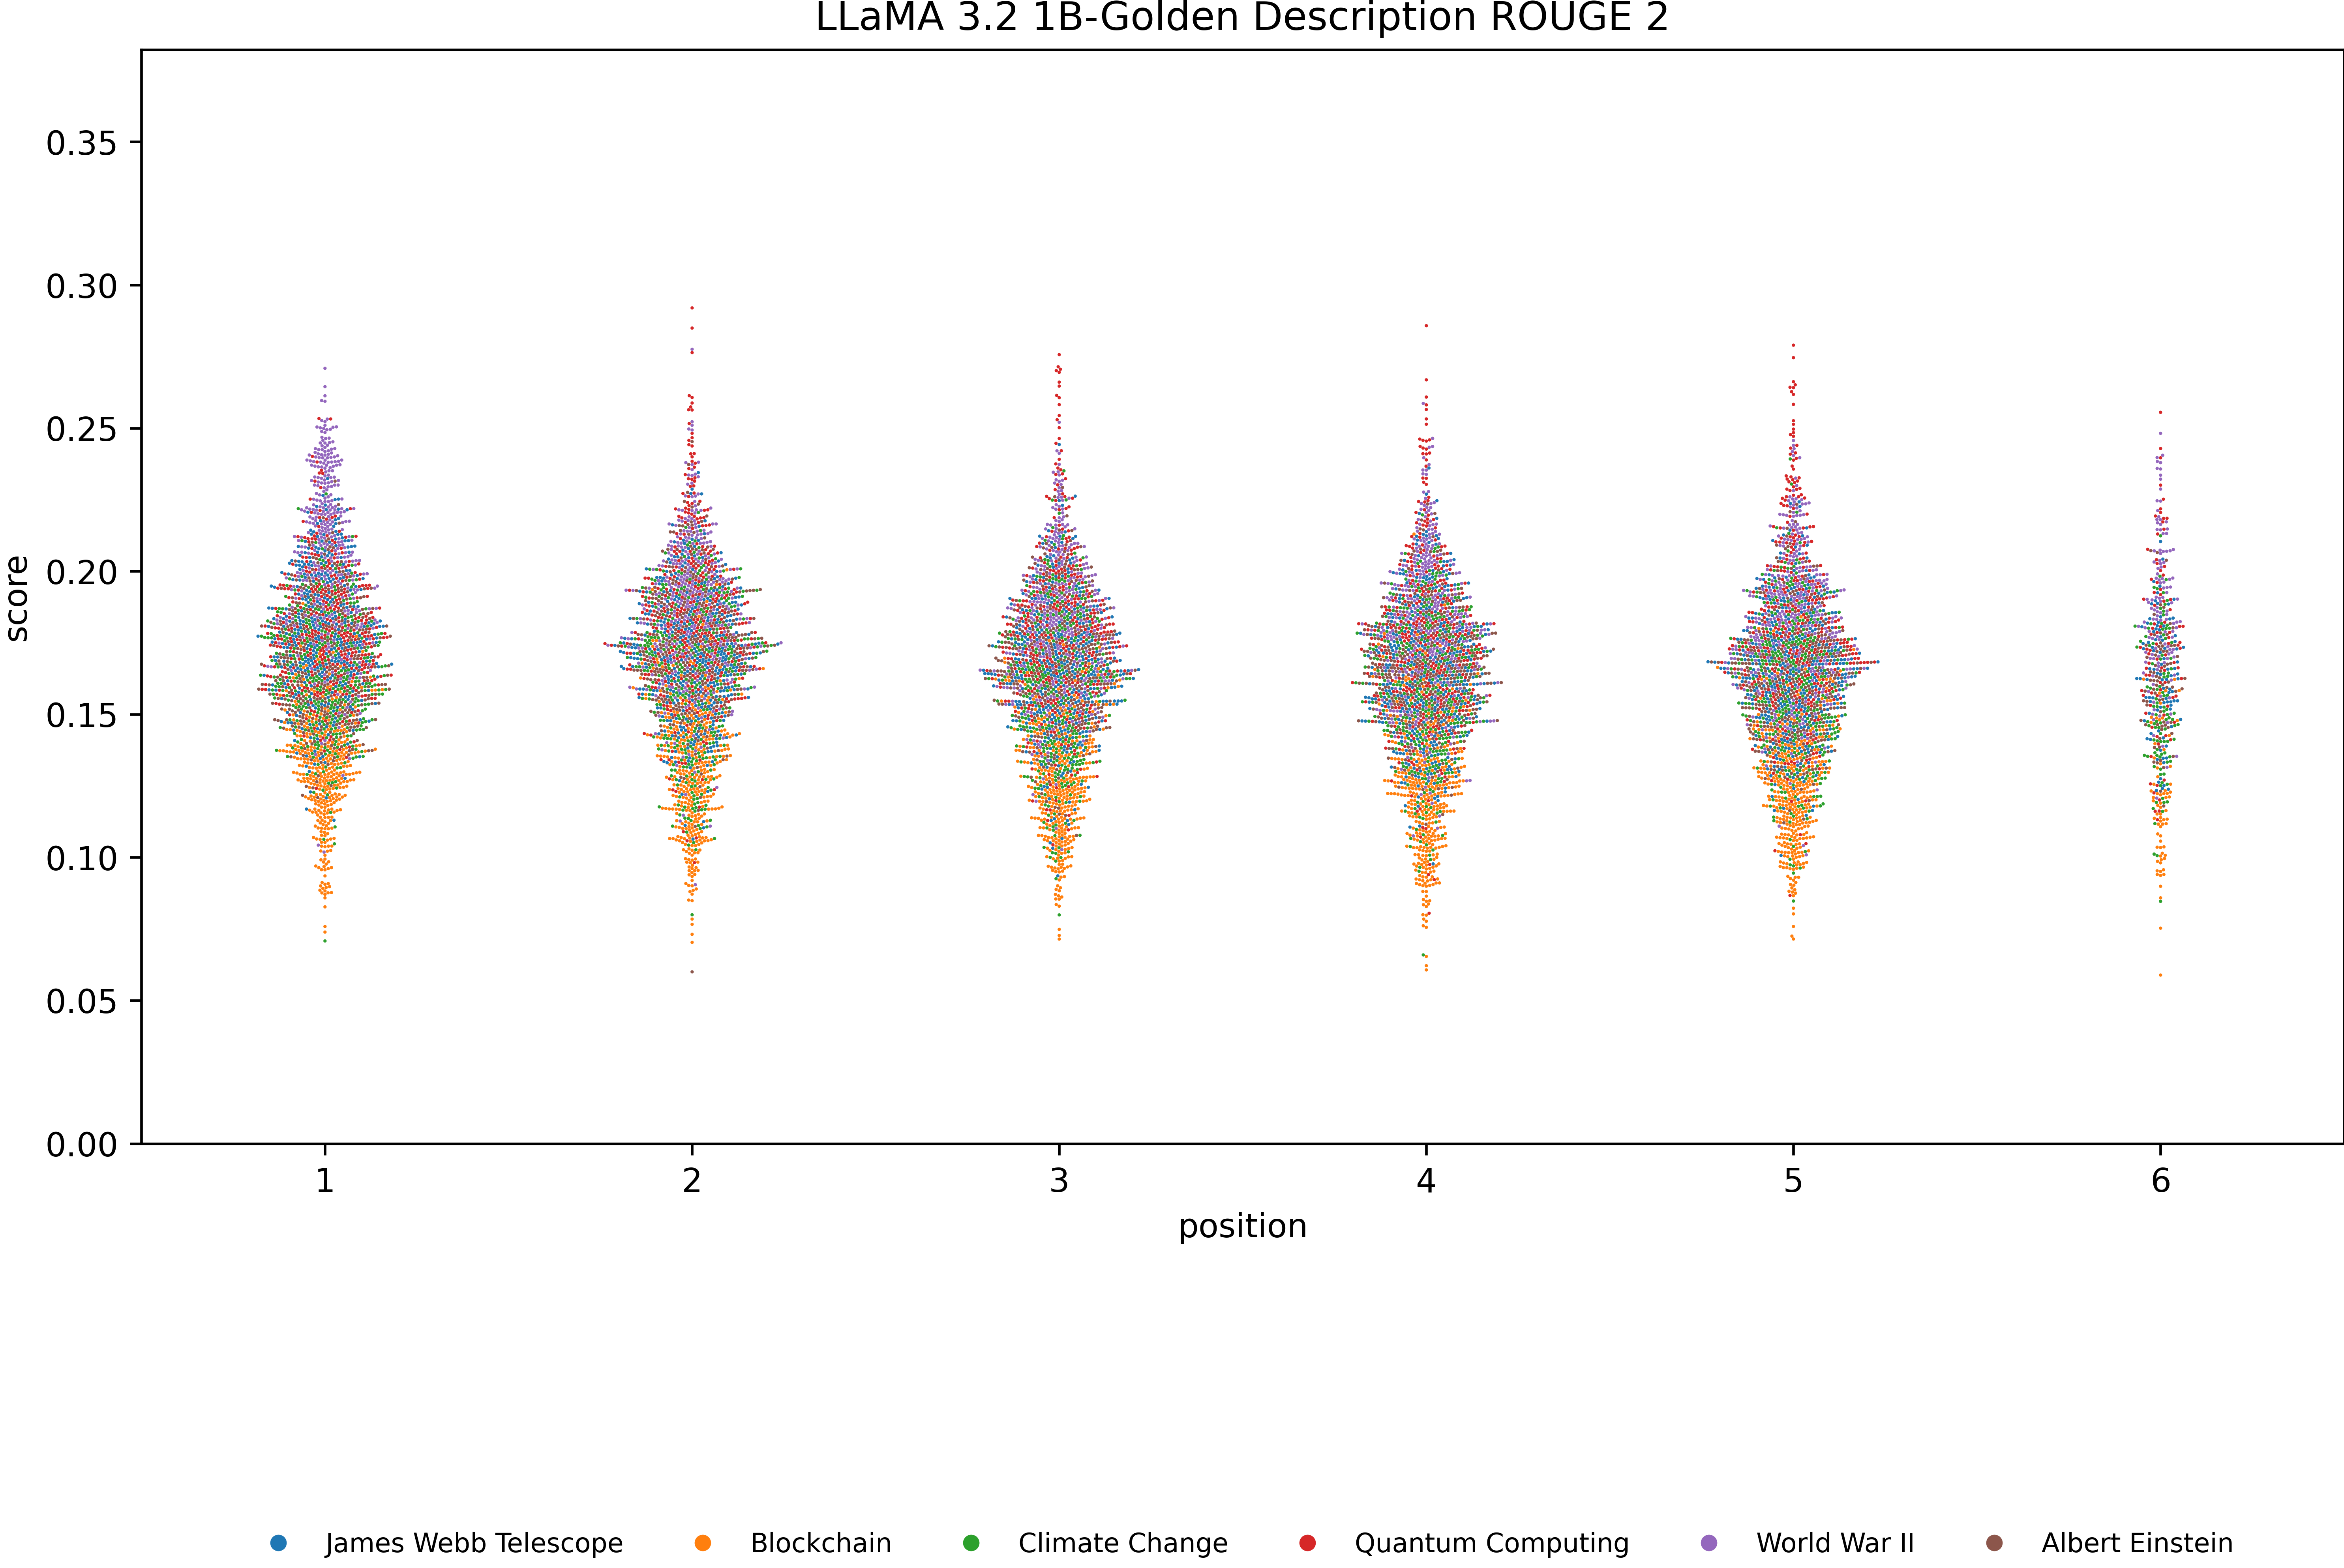 LLaMA 3.2 1B-Golden Description ROUGE 2
score
0.35
0.30
0.25
0.20
0.15
0.10
0.05
0.00
1 2 3 4 5 6
position
James Webb Telescope Blockchain Climate Change Quantum Computing World War II Albert Einstein